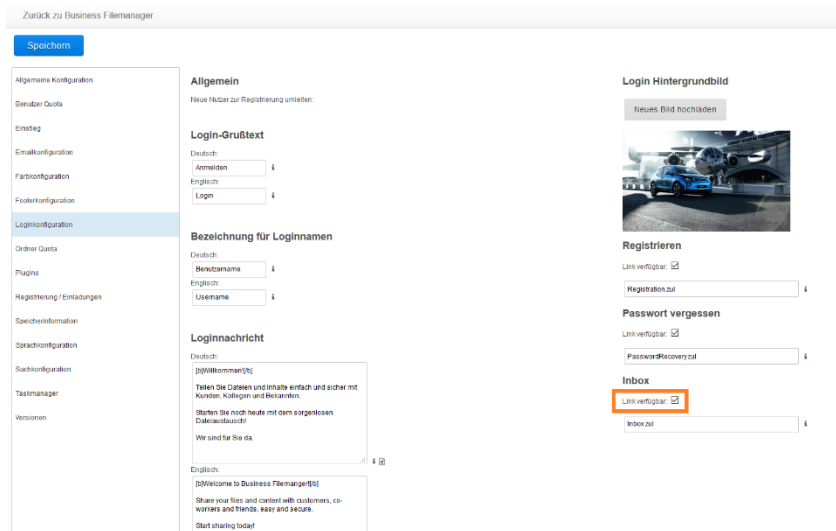 Zurück zu Business Filemanager
Speichern
Allgemeine Konfiguration
Benutzer Quota
Einstieg
Emailkonfiguration
Farbkonfiguration
Footerkonfiguration
Loginkonfiguration
Ordner Quota
Plugins
Registrierung / Einladungen
Speicherinformation
Sprachkonfiguration
Suchkonfiguration
Taskmanager
Versionen
Allgemein
Neue Nutzer zur Registrierung umleiten:
Login-Grußtext
Deutsch:
Anmelden
Englisch:
Login
Bezeichnung für Loginnamen
Deutsch:
Benutzername
Englisch:
Username
Loginnachricht
Deutsch:
[b]Willkommen![/b]
Teilen Sie Dateien und Inhalte einfach und sicher mit
Kunden, Kollegen und Bekannten.
Starten Sie noch heute mit dem sorgenlosen
Dateiaustausch!
Wir sind für Sie da.
Englisch:
[b]Welcome to Business Filemanger![/b]
Share your files and content with customers, co-
workers and friends, easy and secure.
Start sharing today!
Login Hintergrundbild
Neues Bild hochladen
Registrieren
Link verfügbar:
Registration.zul
Passwort vergessen
Link verfügbar:
PasswordRecovery.zul
Inbox
Link verfügbar:
Inbox.zul